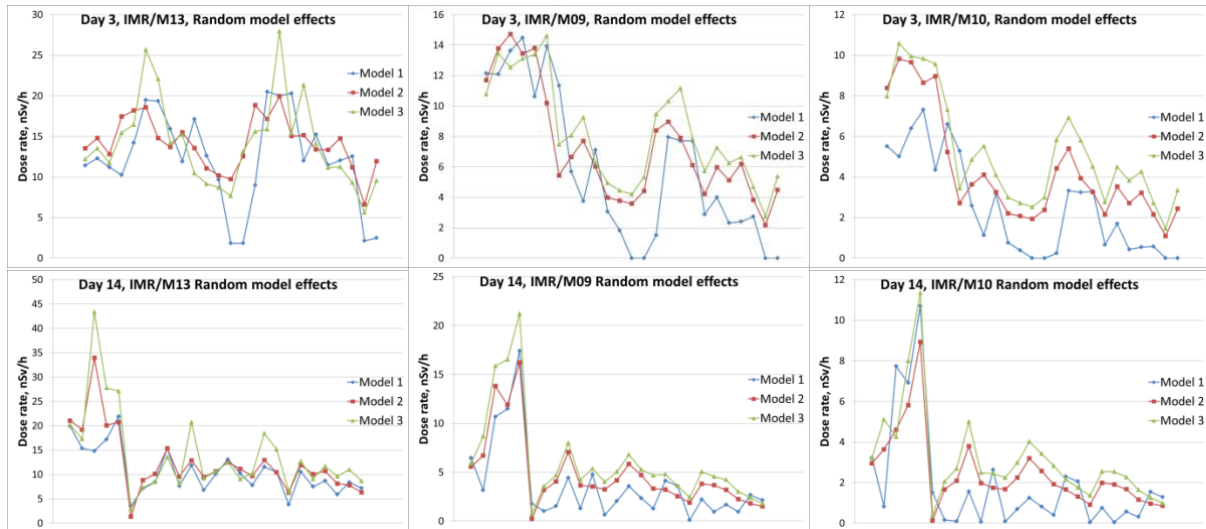 Day 3, IMR/M13, Random model effects
Dose rate, nSv/h
30
25
20
15
10
5
0
Model 1
Model 2
Model 3
Day 3, IMR/M09, Random model effects
Dose rate, nSv/h
16
14
12
10
8
6
4
2
0
Model 1
Model 2
Model 3
Day 3, IMR/M10, Random model effects
Dose rate, nSv/h
12
10
8
6
4
2
0
Model 1
Model 2
Model 3
Day 14, IMR/M13 Random model effects
Dose rate, nSv/h
50
45
40
35
30
25
20
15
10
5
0
Model 1
Model 2
Model 3
Day 14, IMR/M09 Random model effects
Dose rate, nSv/h
25
20
15
10
5
0
Model 1
Model 2
Model 3
Day 14, IMR/M10 Random model effects
Dose rate, nSv/h
12
10
8
6
4
2
0
Model 1
Model 2
Model 3